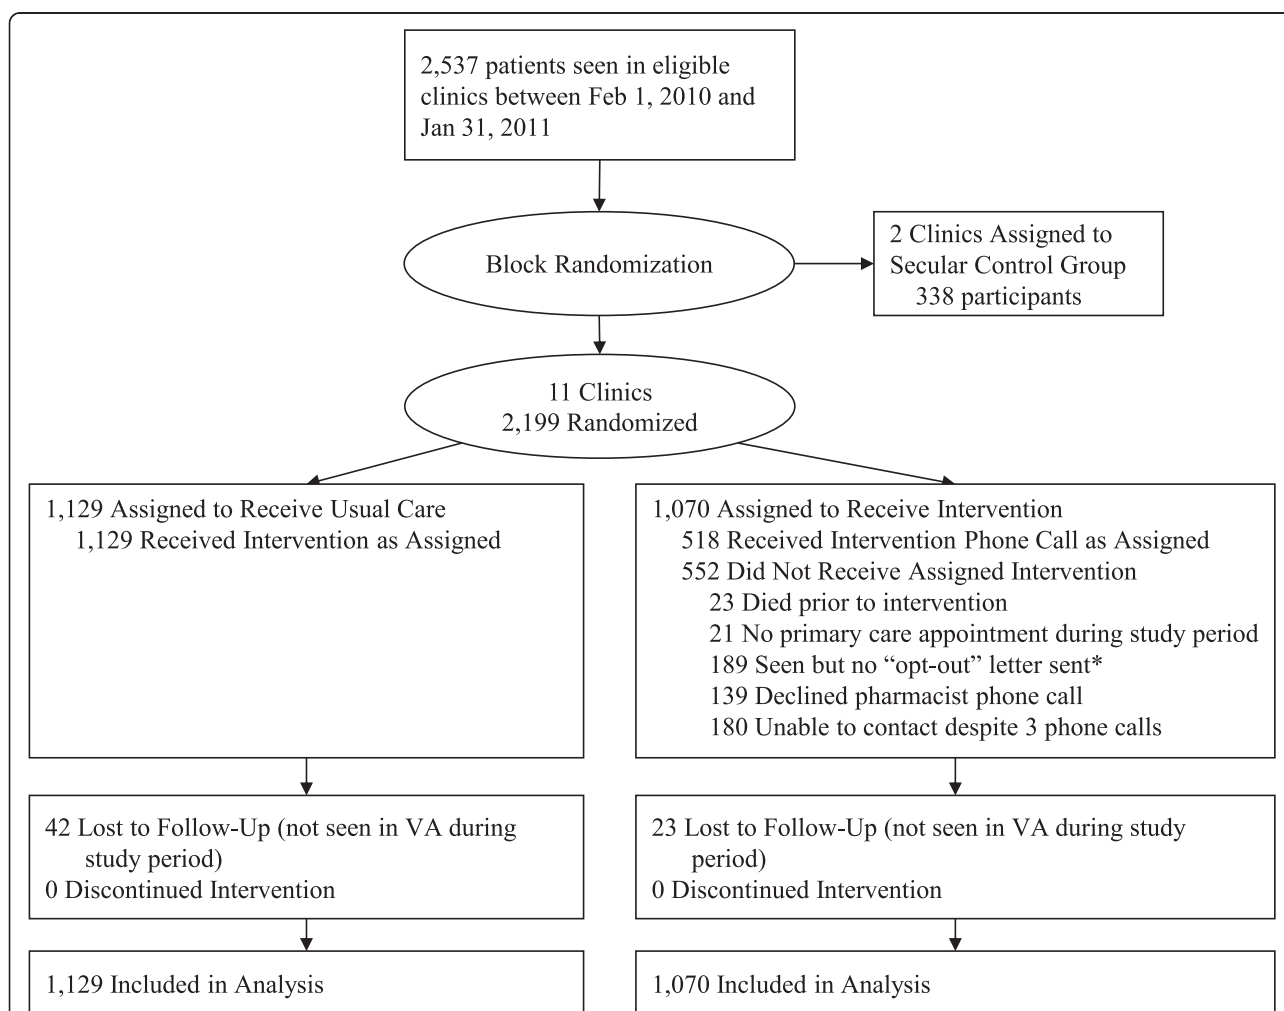 2,537 patients seen in eligible
clinics between Feb 1, 2010 and
Jan 31, 2011
Block Randomization
2 Clinics Assigned to
Secular Control Group
338 participants
11 Clinics
2,199 Randomized
1,129 Assigned to Receive Usual Care
1,129 Received Intervention as Assigned
1,070 Assigned to Receive Intervention
518 Received Intervention Phone Call as Assigned
552 Did Not Receive Assigned Intervention
23 Died prior to intervention
21 No primary care appointment during study period
189 Seen but no “opt-out” letter sent*
139 Declined pharmacist phone call
180 Unable to contact despite 3 phone calls
42 Lost to Follow-Up (not seen in VA during
study period)
0 Discontinued Intervention
23 Lost to Follow-Up (not seen in VA during study
period)
0 Discontinued Intervention
1,129 Included in Analysis
1,070 Included in Analysis